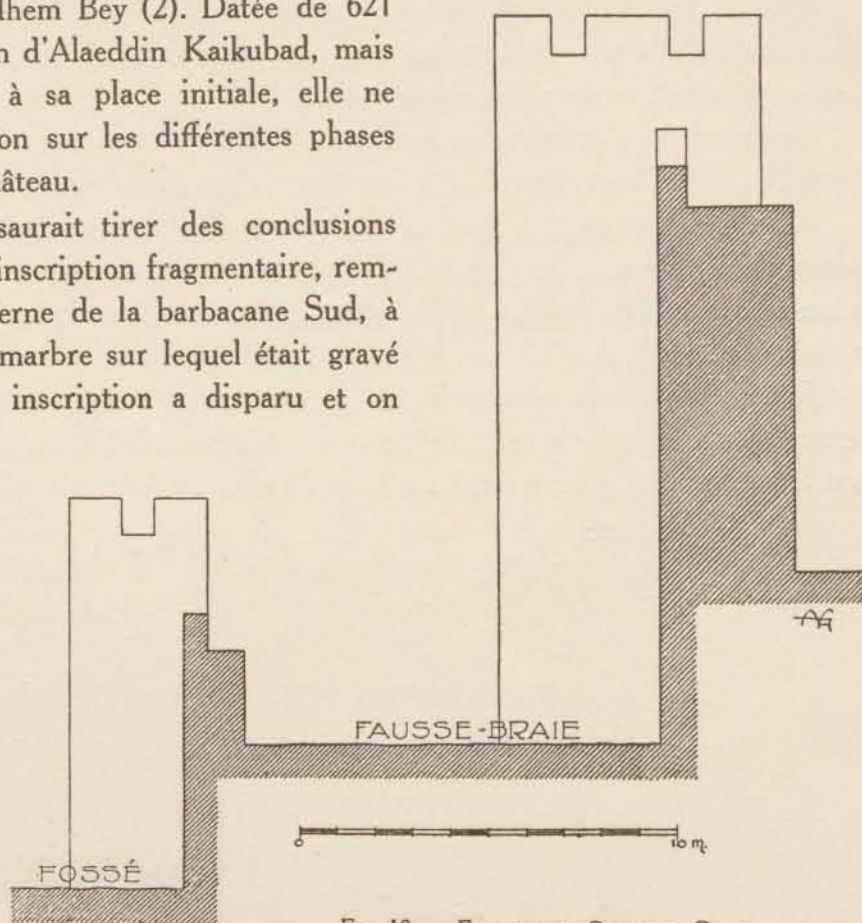 lhem Bey (2). Datée de 621
n d'Alaeddin Kaikubad, mais
à sa place initiale, elle ne
on sur les différentes phases
âteau.
saurait tirer des conclusions
inscription fragmentaire, rem-
erne de la barbacane Sud, à
marbre sur lequel était gravé
inscription a disparu et on
FAUSSE-BRAIE
FOSSÉ
0 10 m.